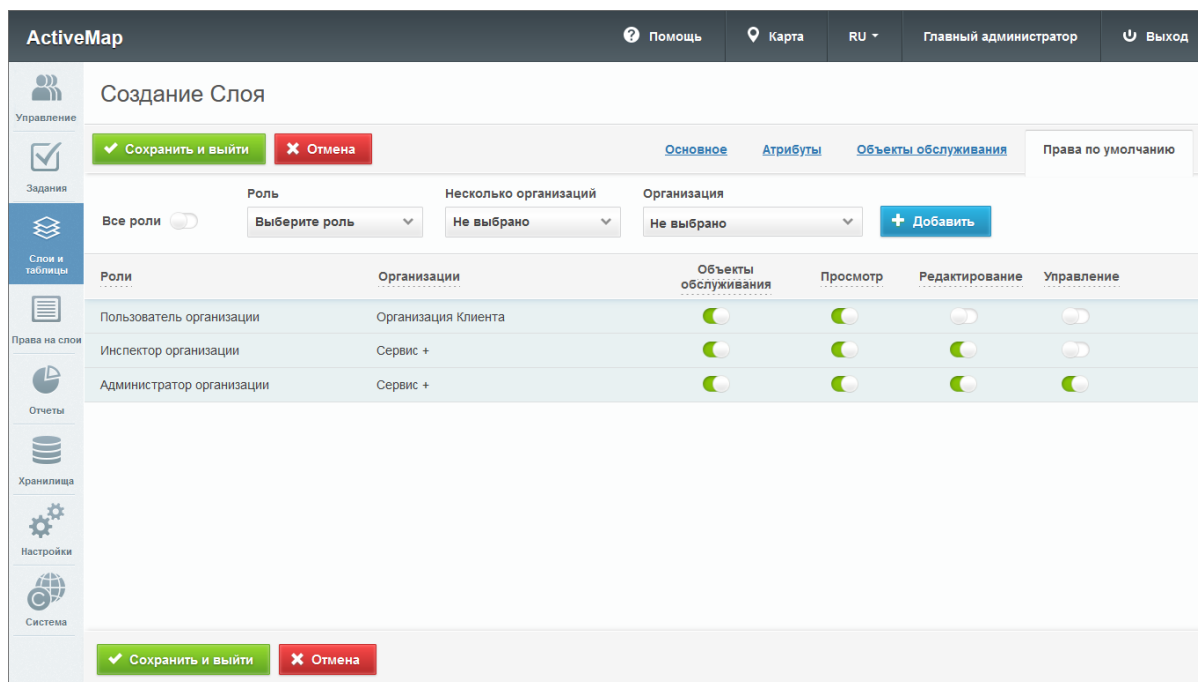 ActiveMap
Помощь
Карта
RU
Главный администратор
Выход
Управление
Задания
Слои и
таблицы
Права на слои
Отчеты
Хранилища
Настройки
Система
Создание Слоя
Сохранить и выйти
Отмена
Основное
Атрибуты
Объекты обслуживания
Права по умолчанию
Все роли
Роль
Выберите роль
Несколько организаций
Не выбрано
Организация
Не выбрано
Добавить
Роли
Организации
Объекты
обслуживания
Просмотр
Редактирование
Управление
Пользователь организации
Организация Клиента
Инспектор организации
Сервис +
Администратор организации
Сервис +
Сохранить и выйти
Отмена